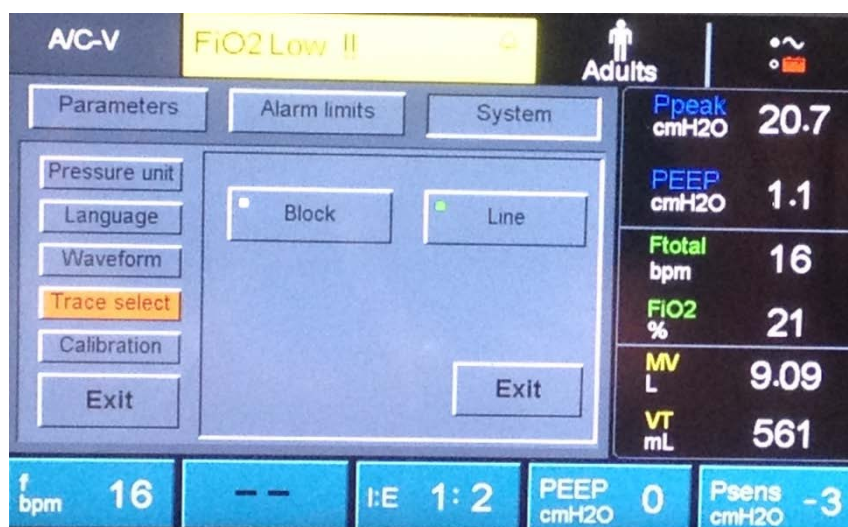 A/C-V FiO2 Low !! Adults
Parameters Alarm limits System
Pressure unit
Language
Waveform
Trace select
Calibration
Exit
Block Line
Exit
Ppeak cmH2O 20.7
PEEP cmH2O 1.1
Ftotal bpm 16
FiO2 % 21
MV L 9.09
VT mL 561
f bpm 16 -- I:E 1:2 PEEP cmH2O 0 Psens cmH2O -3